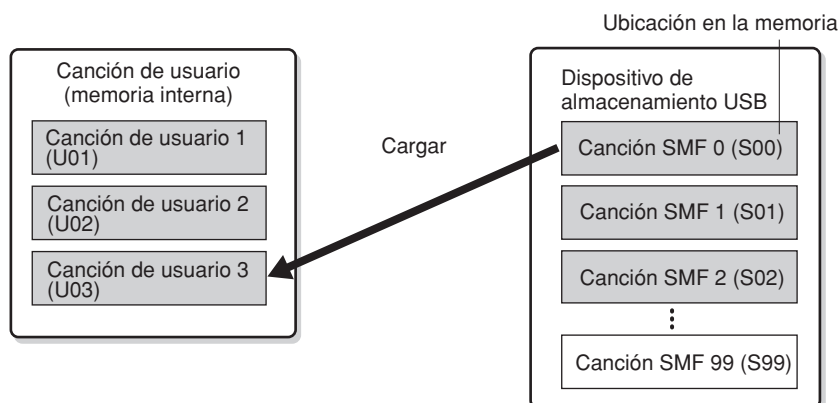 Ubicación en la memoria
Canción de usuario
(memoria interna)
Canción de usuario 1
(U01)
Canción de usuario 2
(U02)
Canción de usuario 3
(U03)
Cargar
Dispositivo de
almacenamiento USB
Canción SMF 0 (S00)
Canción SMF 1 (S01)
Canción SMF 2 (S02)
Canción SMF 99 (S99)